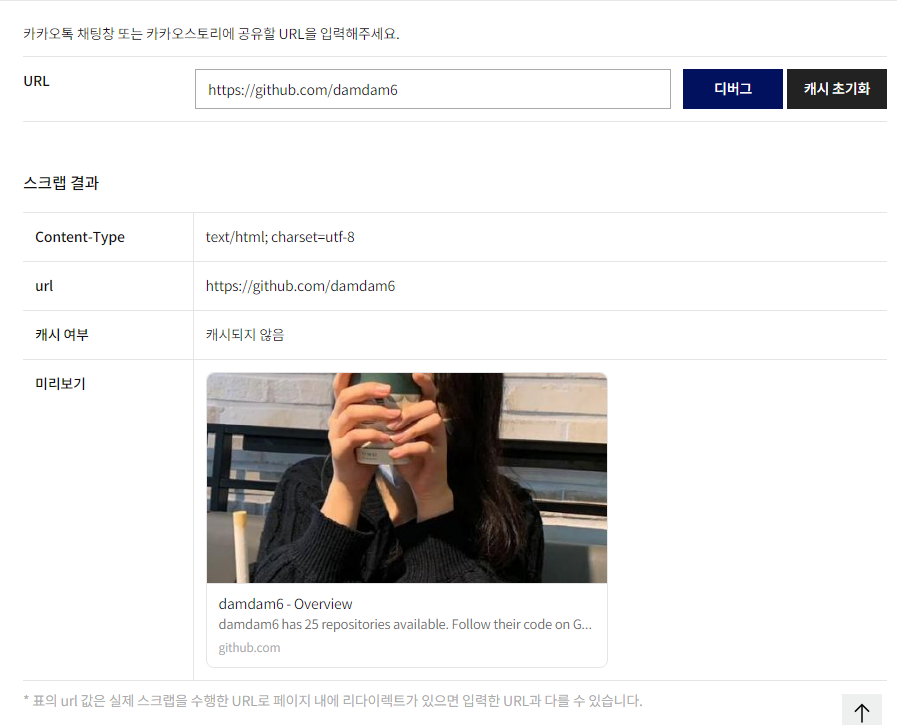 카카오톡 채팅창 또는 카카오스토리에 공유할 URL을 입력해주세요.
URL
https://github.com/damdam6
디버그
캐시 초기화
스크랩 결과
Content-Type
text/html; charset=utf-8
url
https://github.com/damdam6
캐시 여부
캐시되지 않음
미리보기
damdam6 - Overview
damdam6 has 25 repositories available. Follow their code on G...
github.com
* 표의 url 값은 실제 스크랩을 수행한 URL로 페이지 내에 리다이렉트가 있으면 입력한 URL과 다를 수 있습니다.